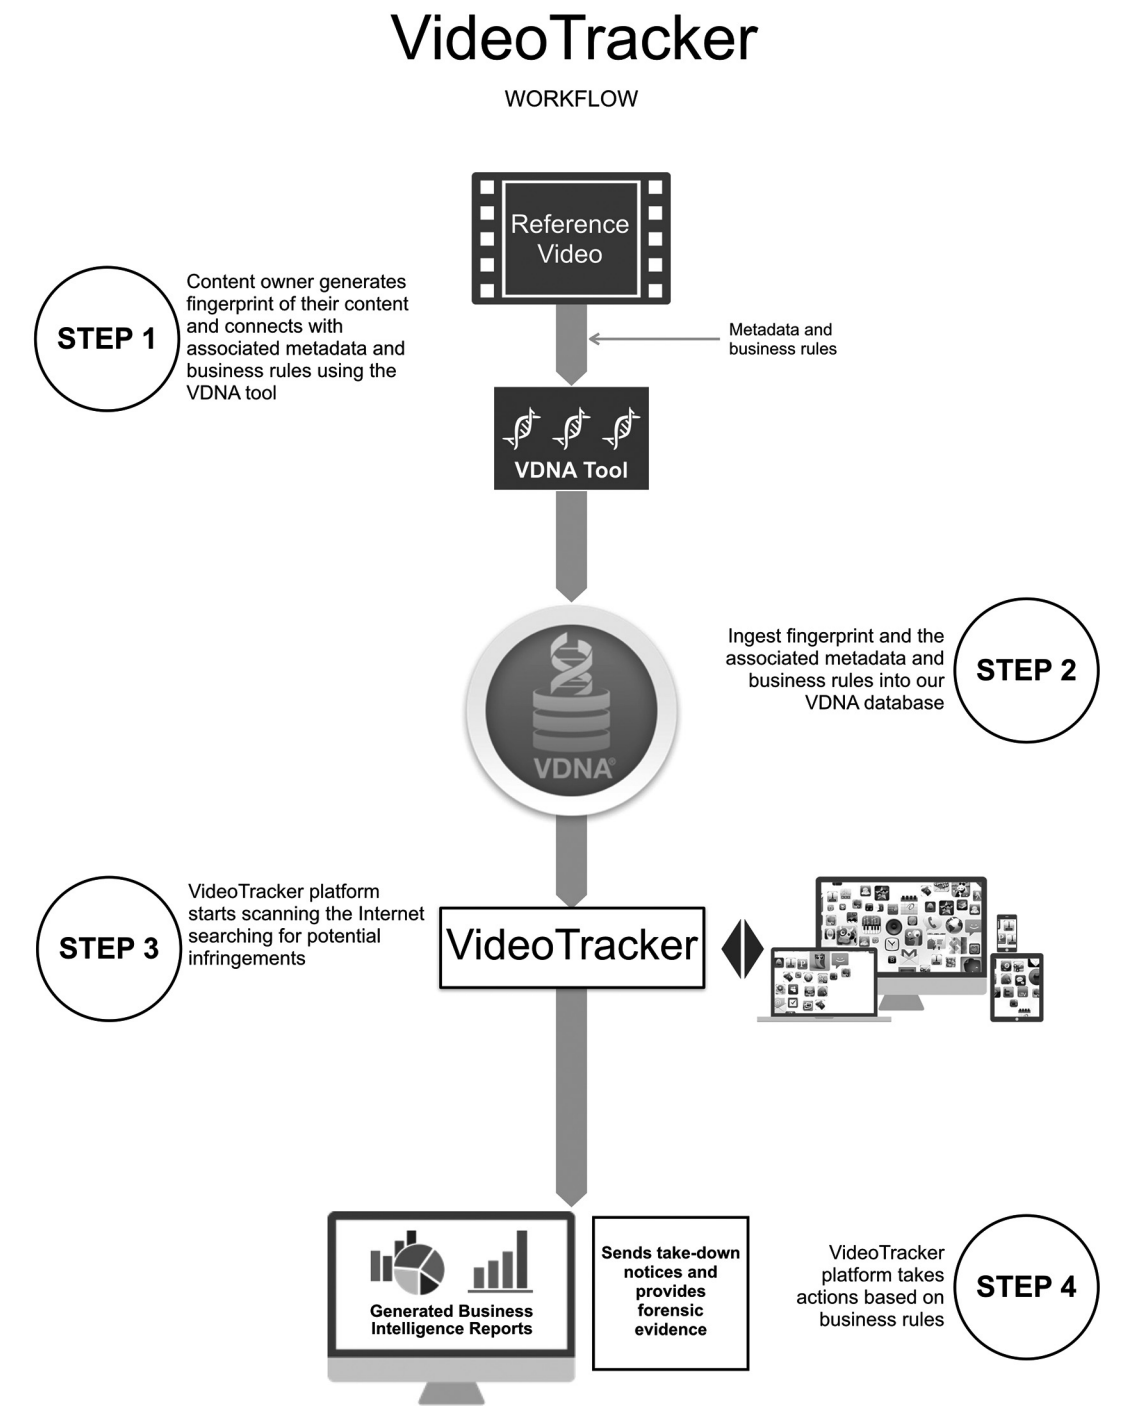 VideoTracker
WORKFLOW
Reference
Video
STEP 1
Content owner generates
fingerprint of their content
and connects with
associated metadata and
business rules using the
VDNA tool
Metadata and
business rules
VDNA Tool
Ingest fingerprint and the
associated metadata and
business rules into our
VDNA database
STEP 2
VDNA®
STEP 3
VideoTracker platform
starts scanning the Internet
searching for potential
infringements
VideoTracker
Generated Business
Intelligence Reports
Sends take-down
notices and
provides
forensic
evidence
VideoTracker
platform takes
actions based on
business rules
STEP 4